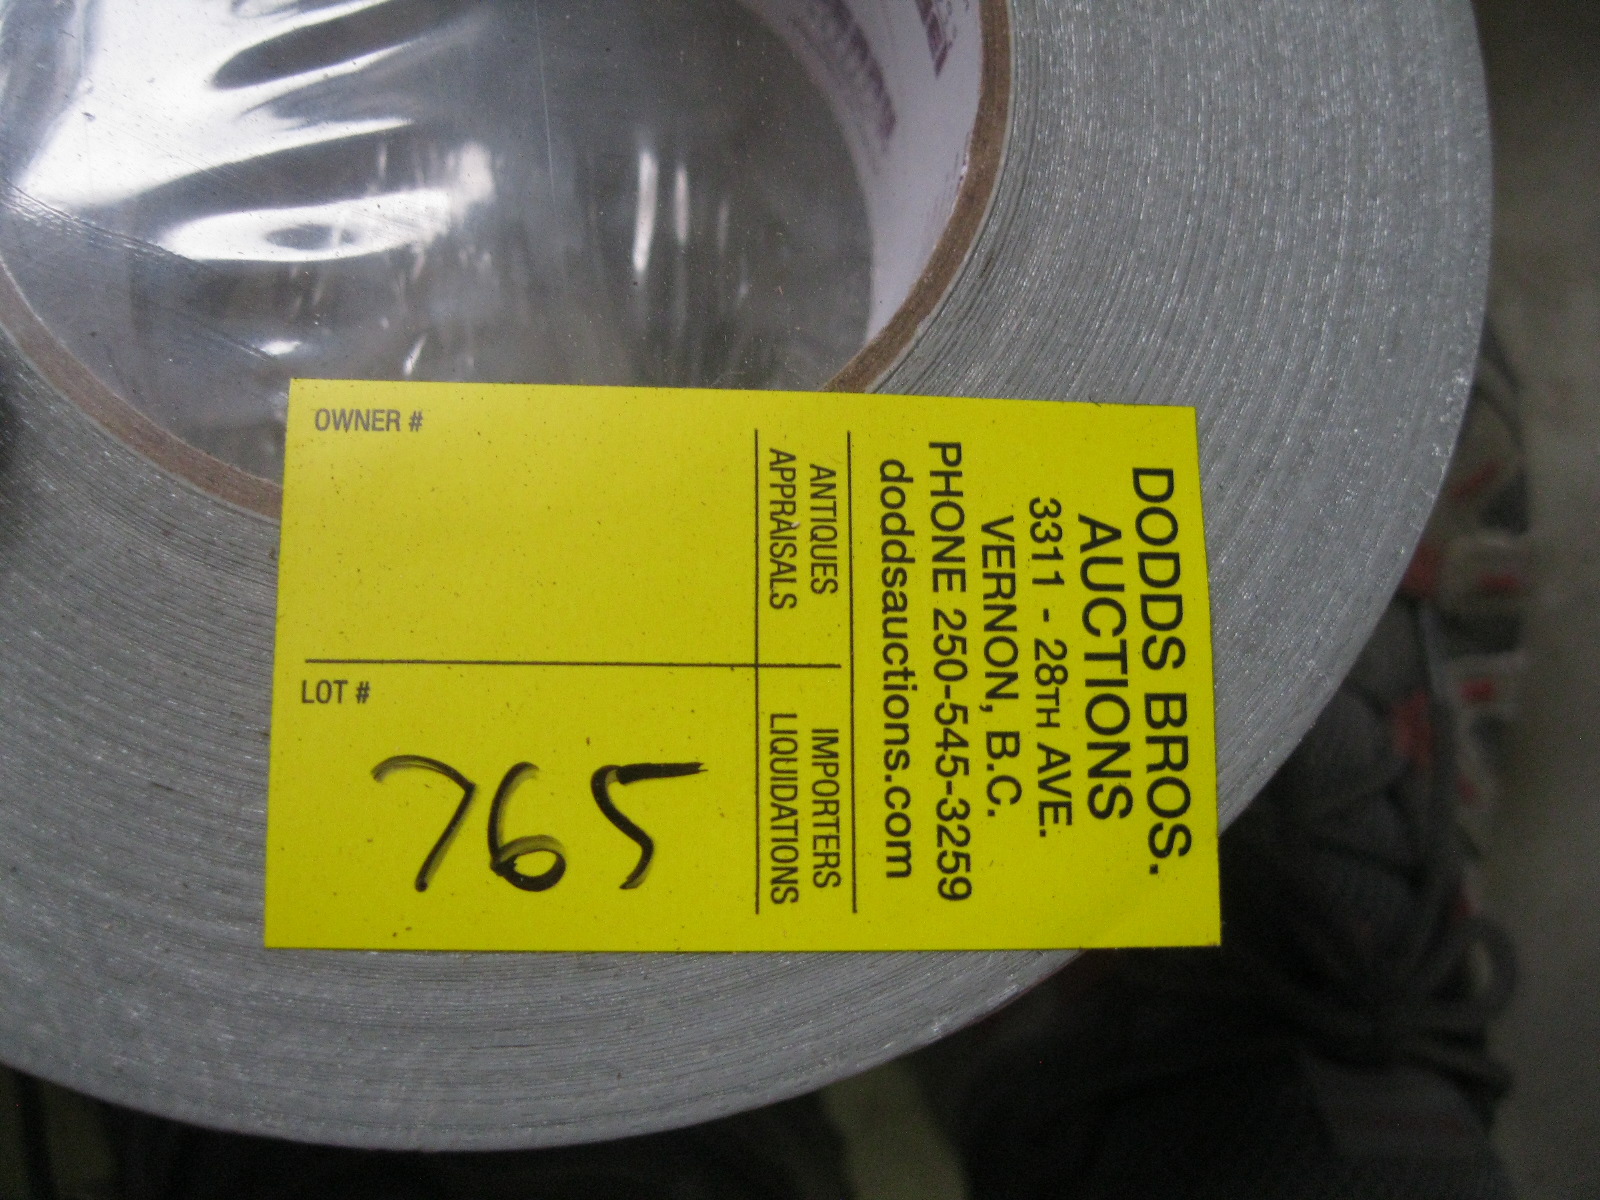 DODDS BROS.
AUCTIONS
3311 - 28TH AVE.
VERNON, B.C.
PHONE 250-545-3259
doddsauctions.com
ANTIQUES
APPRAISALS
IMPORTERS
LIQUIDATIONS
OWNER #
LOT #
765